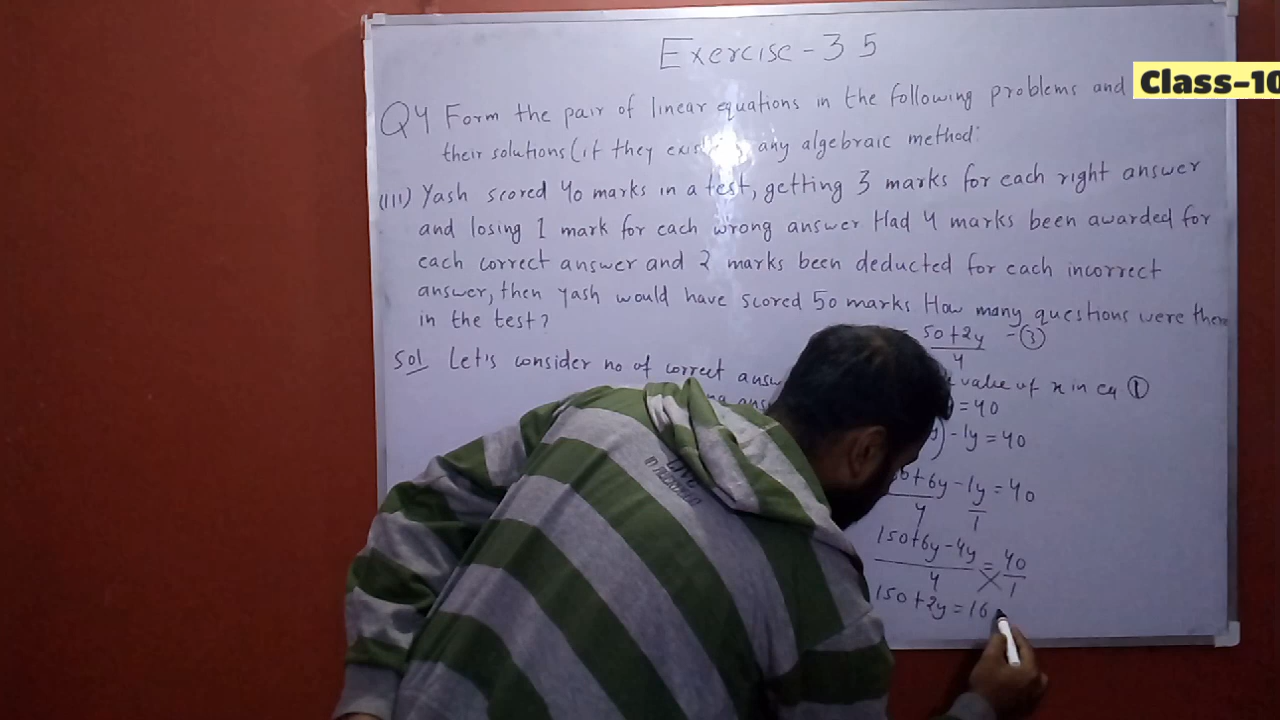 Exercise-3 5
Class-10
Q4 Form the pair of linear equations in the following problems and
their solutions (if they exist) any algebraic method:
(III) Yash scored 40 marks in a test, getting 3 marks for each right answer
and losing 1 mark for each wrong answer Had 4 marks been awarded for
each correct answer and 2 marks been deducted for each incorrect
answer, then Yash would have scored 50 marks How many questions were there
in the test?
Sol Let's consider no of correct answ
50+2y/4 -③
value of x in eq ①
=40
y)-1y=40
50+6y/4-1y/1=40
150+6y-4y/4=40/1
150+2y=16